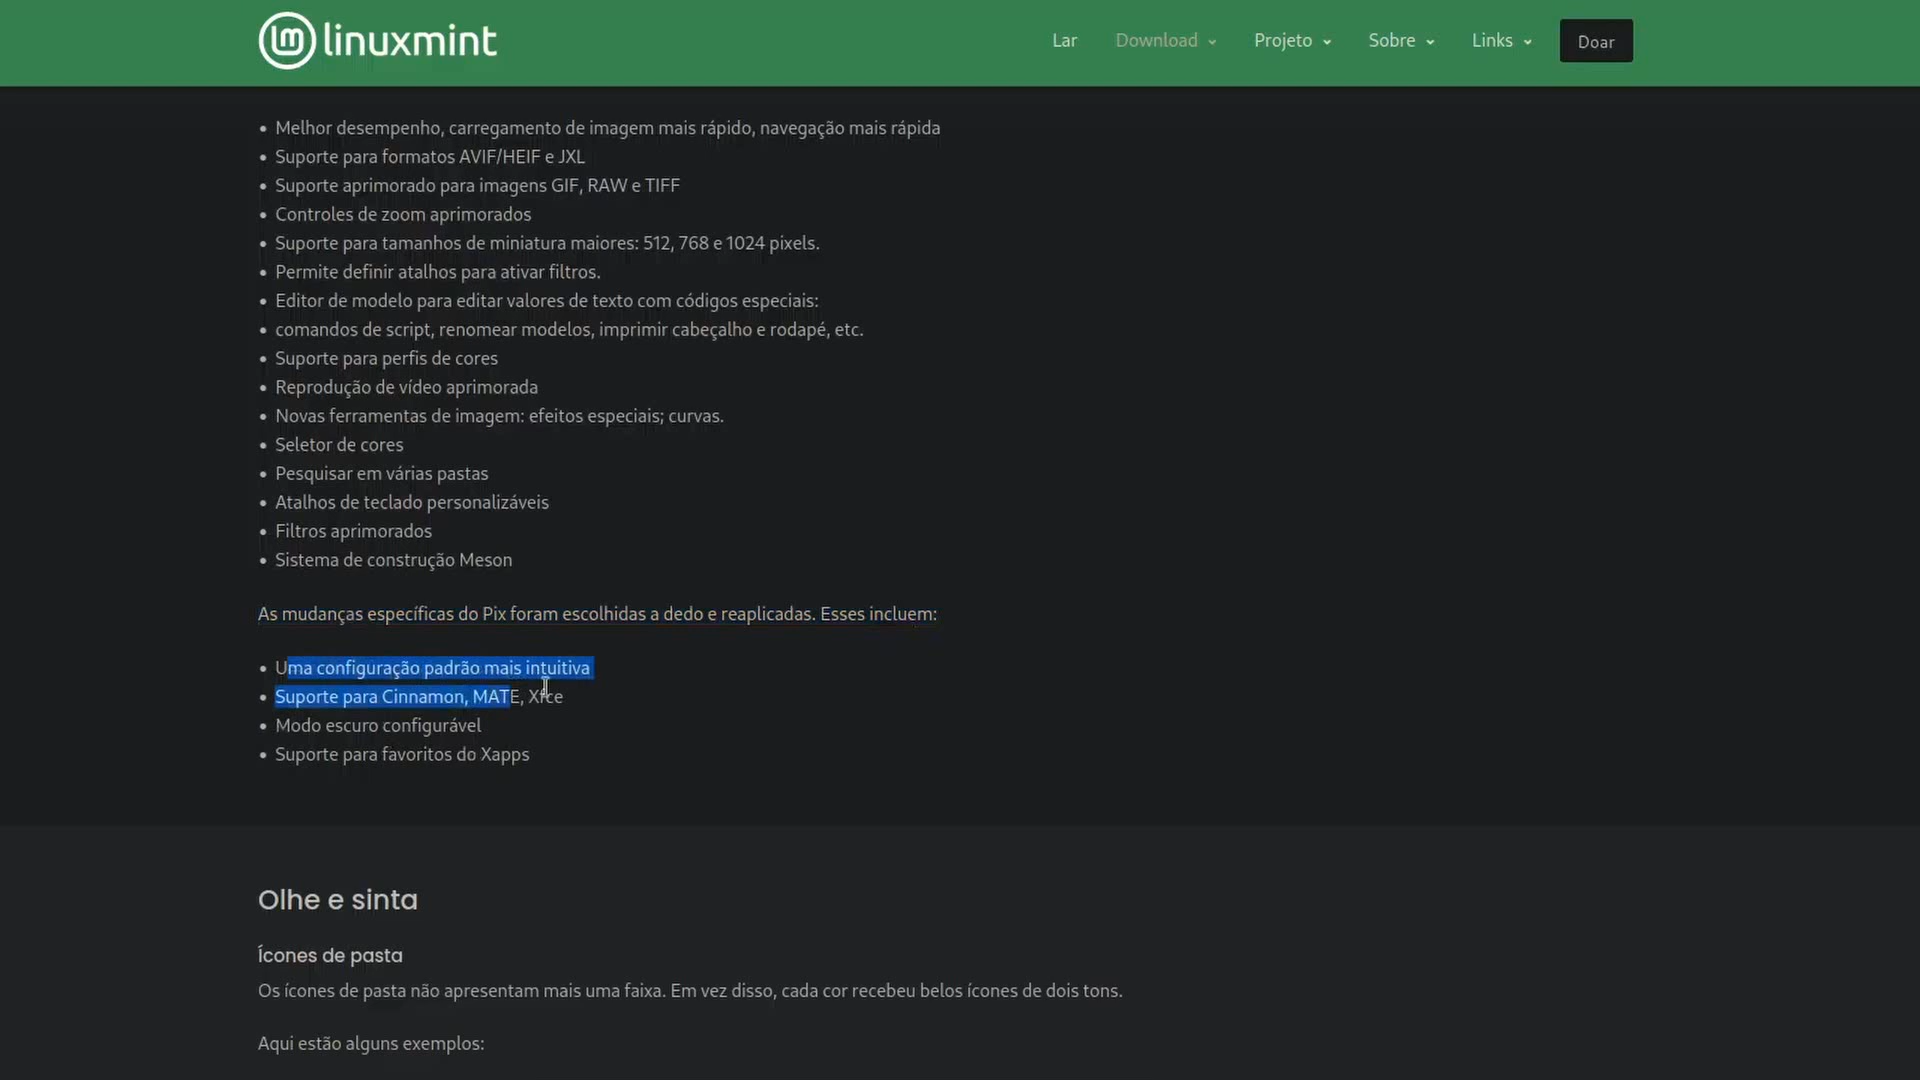 linuxmint
Lar
Download
Projeto
Sobre
Links
Doar
• Melhor desempenho, carregamento de imagem mais rápido, navegação mais rápida
• Suporte para formatos AVIF/HEIF e JXL
• Suporte aprimorado para imagens GIF, RAW e TIFF
• Controles de zoom aprimorados
• Suporte para tamanhos de miniatura maiores: 512, 768 e 1024 pixels.
• Permite definir atalhos para ativar filtros.
• Editor de modelo para editar valores de texto com códigos especiais:
• comandos de script, renomear modelos, imprimir cabeçalho e rodapé, etc.
• Suporte para perfis de cores
• Reprodução de vídeo aprimorada
• Novas ferramentas de imagem: efeitos especiais; curvas.
• Seletor de cores
• Pesquisar em várias pastas
• Atalhos de teclado personalizáveis
• Filtros aprimorados
• Sistema de construção Meson
As mudanças específicas do Pix foram escolhidas a dedo e reaplicadas. Esses incluem:
• Uma configuração padrão mais intuitiva
• Suporte para Cinnamon, MATE, Xfce
• Modo escuro configurável
• Suporte para favoritos do Xapps
Olhe e sinta
Ícones de pasta
Os ícones de pasta não apresentam mais uma faixa. Em vez disso, cada cor recebeu belos ícones de dois tons.
Aqui estão alguns exemplos: